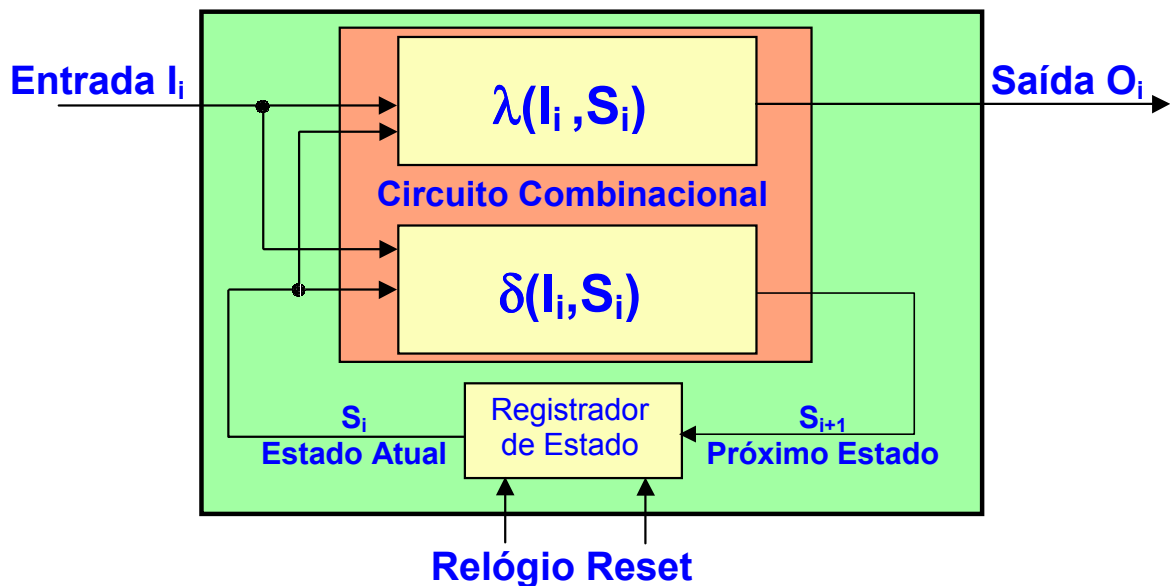 Entrada Iᵢ
Saída Oᵢ
λ(Iᵢ ,Sᵢ)
Circuito Combinacional
δ(Iᵢ,Sᵢ)
Registrador
de Estado
Sᵢ
Estado Atual
Sᵢ₊₁
Próximo Estado
Relógio Reset